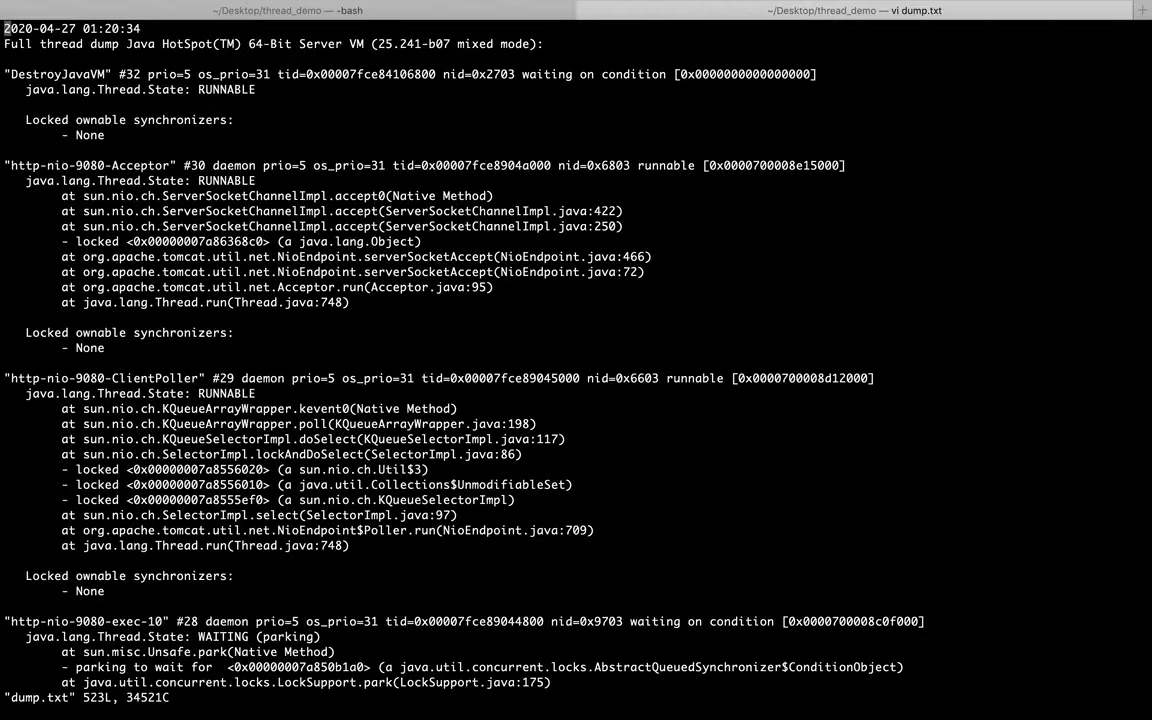 ~/Desktop/thread_demo — -bash
~/Desktop/thread_demo — vi dump.txt
+
2020-04-27 01:20:34
Full thread dump Java HotSpot(TM) 64-Bit Server VM (25.241-b07 mixed mode):
"DestroyJavaVM" #32 prio=5 os_prio=31 tid=0x00007fce84106800 nid=0x2703 waiting on condition [0x0000000000000000]
java.lang.Thread.State: RUNNABLE
Locked ownable synchronizers:
- None
"http-nio-9080-Acceptor" #30 daemon prio=5 os_prio=31 tid=0x00007fce8904a000 nid=0x6803 runnable [0x0000700008e15000]
java.lang.Thread.State: RUNNABLE
at sun.nio.ch.ServerSocketChannelImpl.accept0(Native Method)
at sun.nio.ch.ServerSocketChannelImpl.accept(ServerSocketChannelImpl.java:422)
at sun.nio.ch.ServerSocketChannelImpl.accept(ServerSocketChannelImpl.java:250)
- locked <0x00000007a86368c0> (a java.lang.Object)
at org.apache.tomcat.util.net.NioEndpoint.serverSocketAccept(NioEndpoint.java:466)
at org.apache.tomcat.util.net.NioEndpoint.serverSocketAccept(NioEndpoint.java:72)
at org.apache.tomcat.util.net.Acceptor.run(Acceptor.java:95)
at java.lang.Thread.run(Thread.java:748)
Locked ownable synchronizers:
- None
"http-nio-9080-ClientPoller" #29 daemon prio=5 os_prio=31 tid=0x00007fce89045000 nid=0x6603 runnable [0x0000700008d12000]
java.lang.Thread.State: RUNNABLE
at sun.nio.ch.KQueueArrayWrapper.kevent0(Native Method)
at sun.nio.ch.KQueueArrayWrapper.poll(KQueueArrayWrapper.java:198)
at sun.nio.ch.KQueueSelectorImpl.doSelect(KQueueSelectorImpl.java:117)
at sun.nio.ch.SelectorImpl.lockAndDoSelect(SelectorImpl.java:86)
- locked <0x00000007a8556020> (a sun.nio.ch.Util$3)
- locked <0x00000007a8556010> (a java.util.Collections$UnmodifiableSet)
- locked <0x00000007a8555ef0> (a sun.nio.ch.KQueueSelectorImpl)
at sun.nio.ch.SelectorImpl.select(SelectorImpl.java:97)
at org.apache.tomcat.util.net.NioEndpoint$Poller.run(NioEndpoint.java:709)
at java.lang.Thread.run(Thread.java:748)
Locked ownable synchronizers:
- None
"http-nio-9080-exec-10" #28 daemon prio=5 os_prio=31 tid=0x00007fce89044800 nid=0x9703 waiting on condition [0x0000700008c0f000]
java.lang.Thread.State: WAITING (parking)
at sun.misc.Unsafe.park(Native Method)
- parking to wait for  <0x00000007a850b1a0> (a java.util.concurrent.locks.AbstractQueuedSynchronizer$ConditionObject)
at java.util.concurrent.locks.LockSupport.park(LockSupport.java:175)
"dump.txt" 523L, 34521C